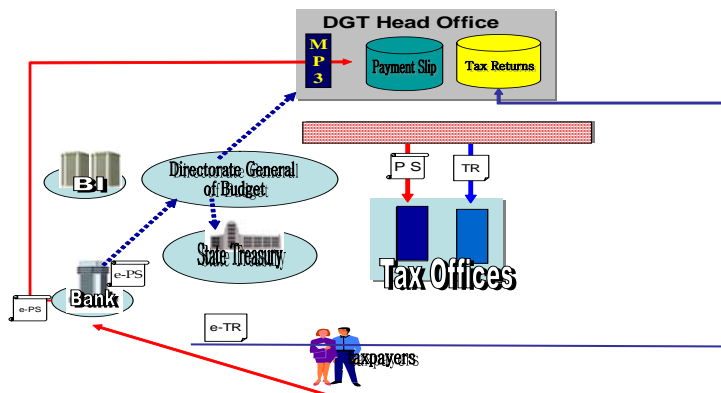 DGT Head Office
M
P
3
Payment Slip
Tax Returns
P S
TR
BI
Directorate General
of Budget
State Treasury
Tax Offices
e-PS
Bank
e-PS
e-TR
Taxpayers